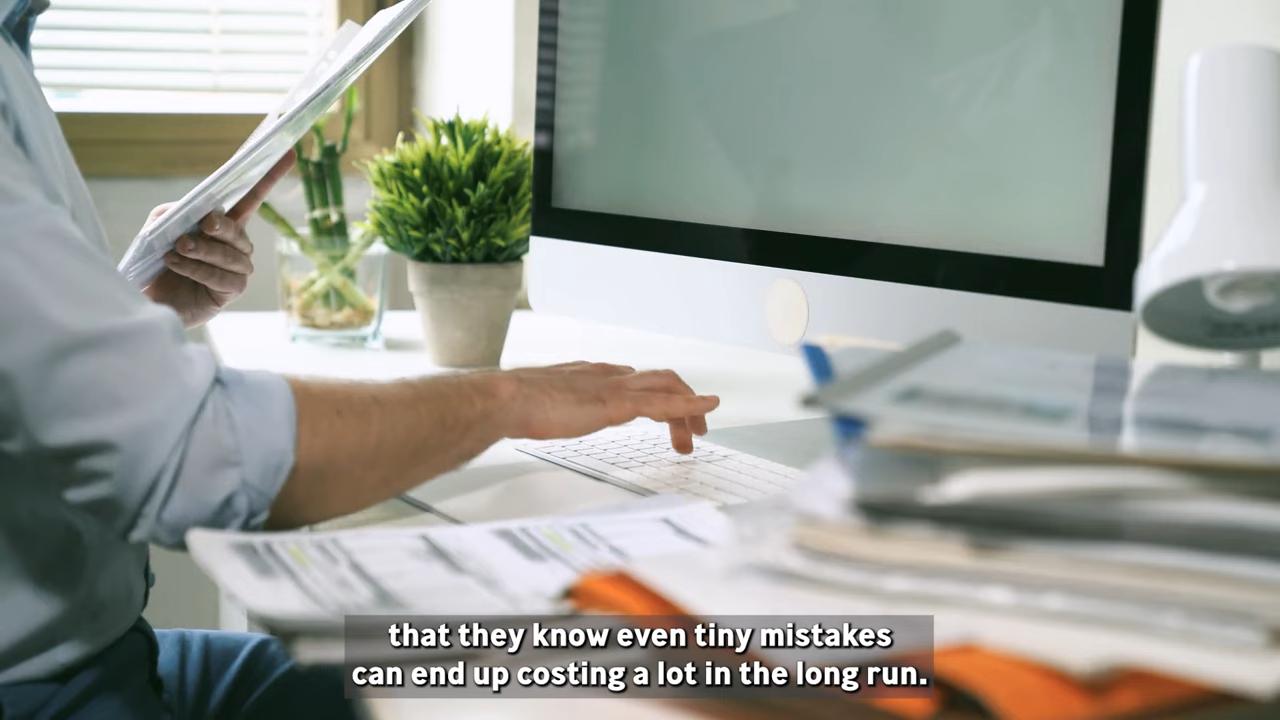 that they know even tiny mistakes
can end up costing a lot in the long run.